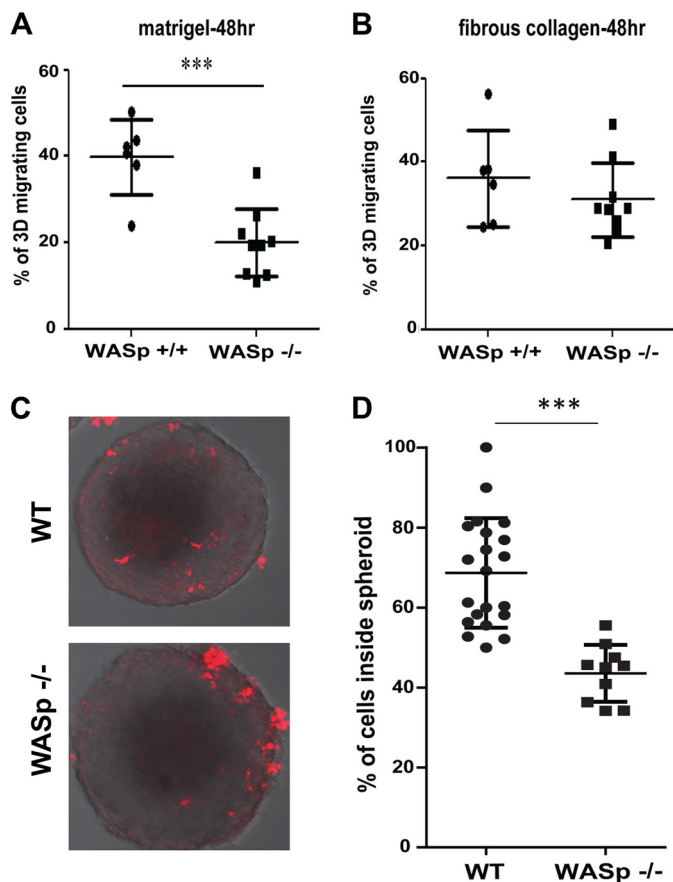 A
matrigel-48hr
***
% of 3D migrating cells
60
40
20
0
WASp +/+
WASp -/-
B
fibrous collagen-48hr
% of 3D migrating cells
60
40
20
0
WASp +/+
WASp -/-
C
WT
WASp -/-
D
***
% of cells inside spheroid
100
80
60
40
20
0
WT
WASp -/-